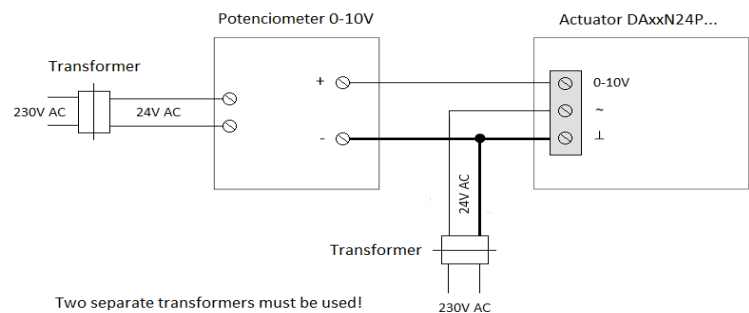 Potenciometer 0-10V
Actuator DAxxN24P...
Transformer
230V AC
24V AC
+
-
0-10V
~
⊥
24V AC
Transformer
230V AC
Two separate transformers must be used!